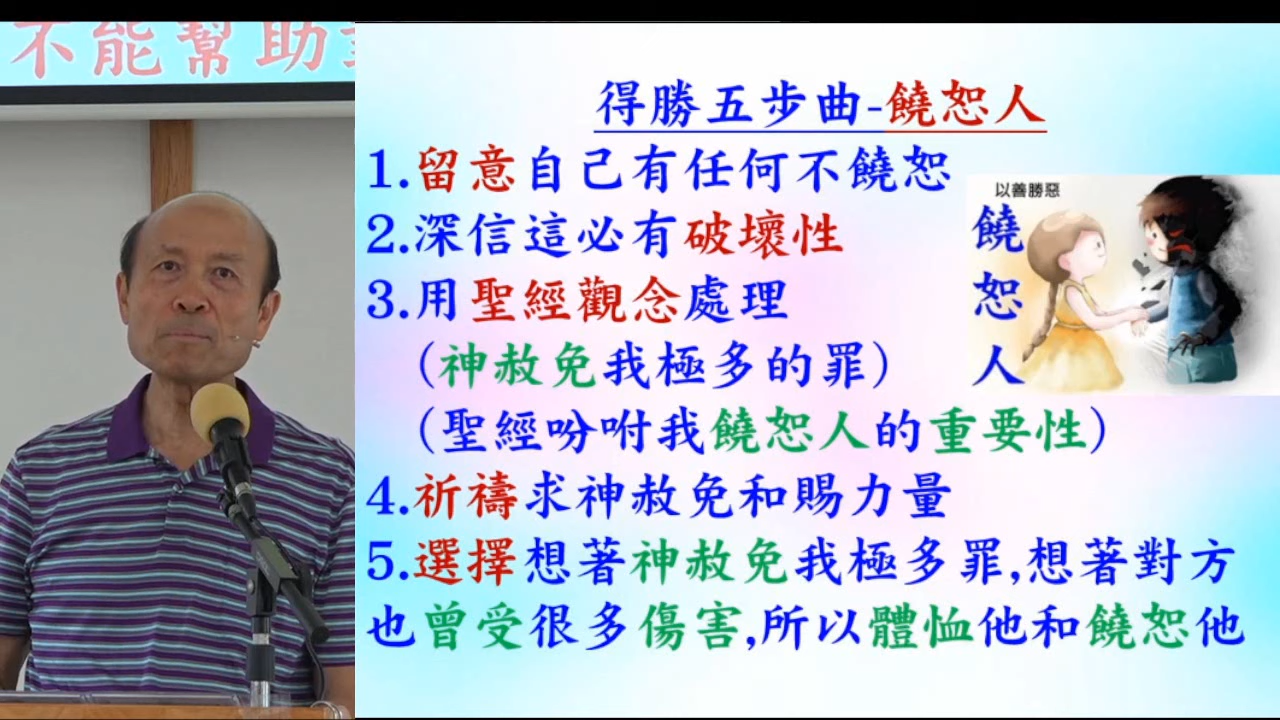 不能幫助
得勝五步曲-饒恕人
1.留意自己有任何不饒恕
2.深信這必有破壞性
3.用聖經觀念處理
(神赦免我極多的罪)
(聖經吩咐我饒恕人的重要性)
4.祈禱求神赦免和賜力量
5.選擇想著神赦免我極多罪,想著對方
也曾受很多傷害,所以體恤他和饒恕他
以善勝惡
饒恕人